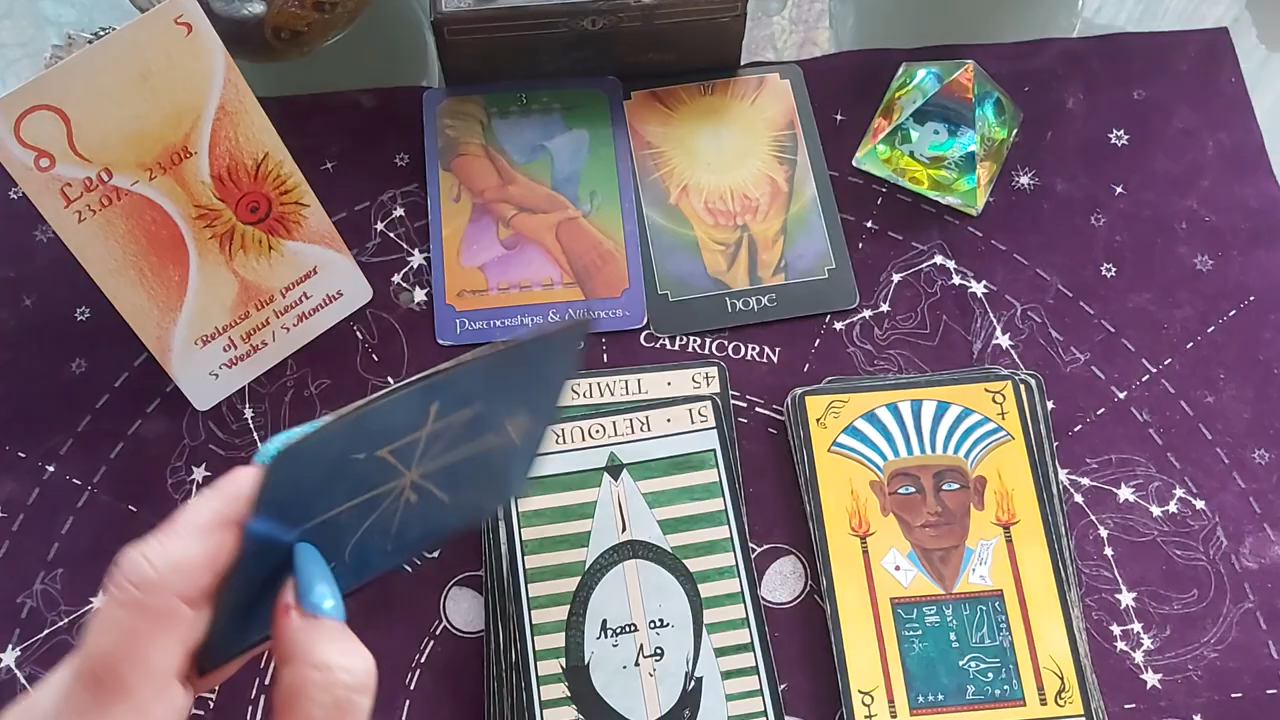 5
Leo
23.07. - 23.08.
Release the power
of your heart
5 Weeks / 5 Months
3
Partnerships & Alliances
17
hope
CAPRICORN
45 · TEMPS
51 · RETOUR
***